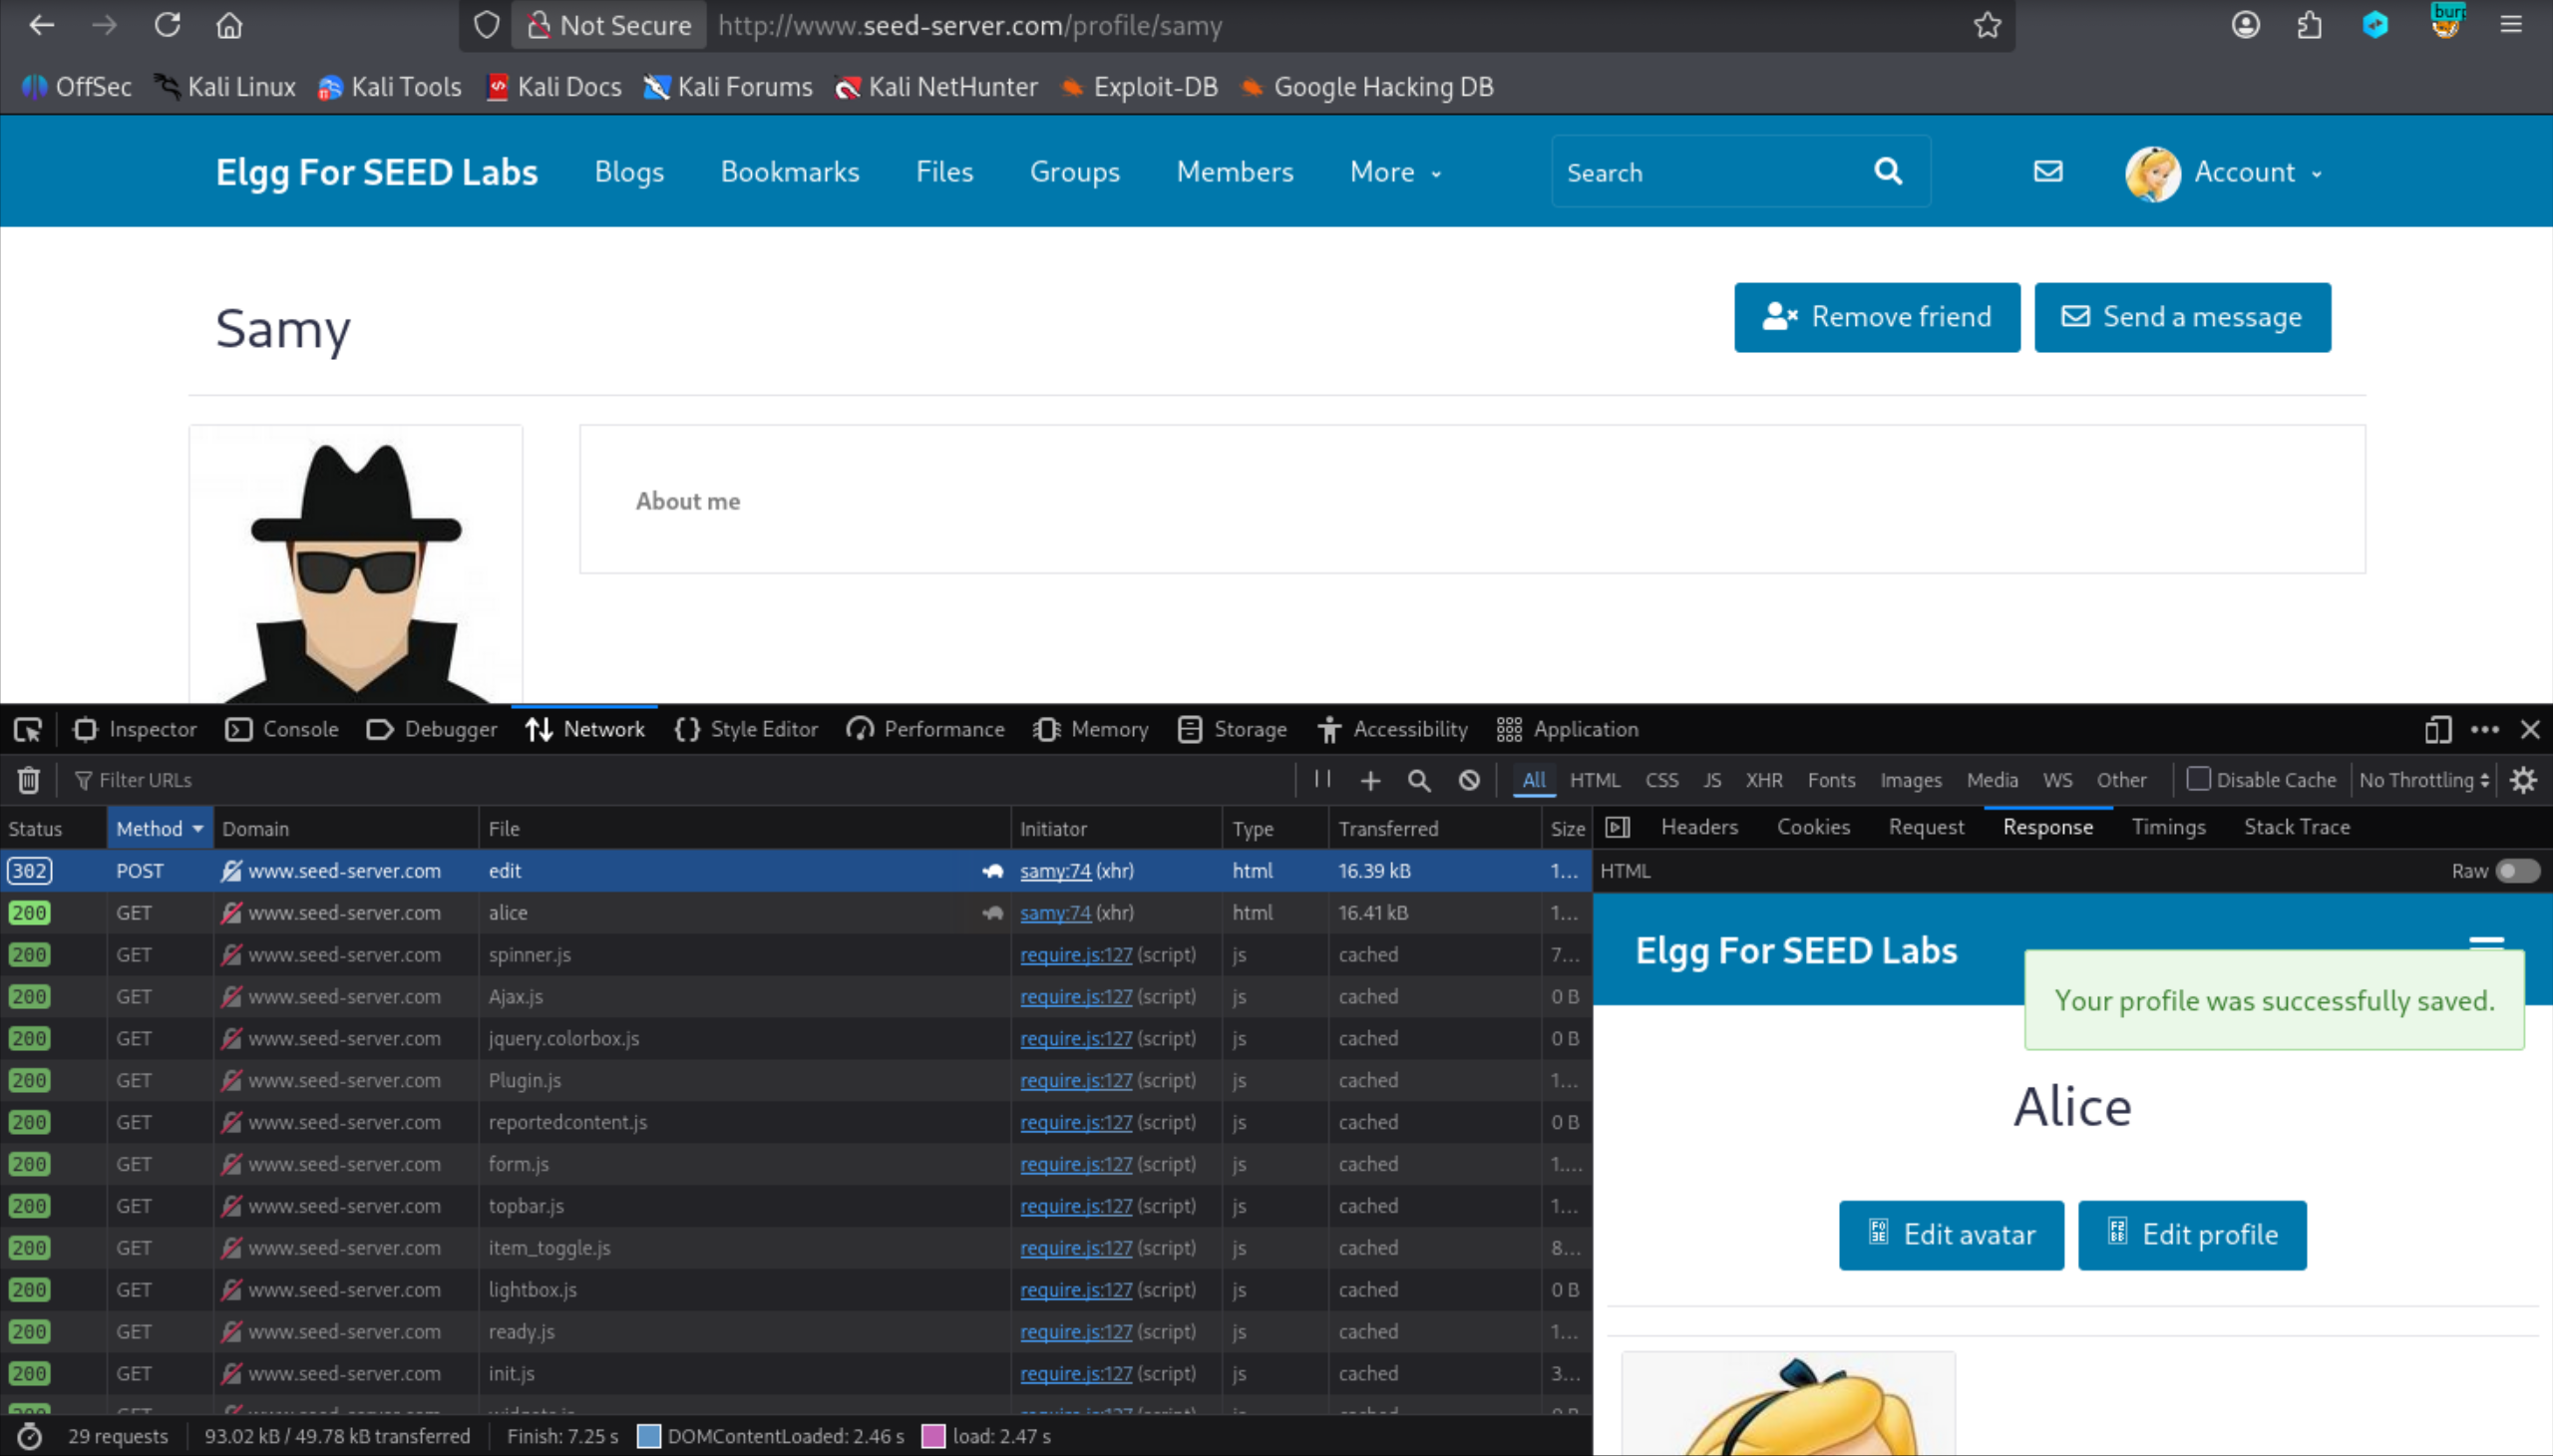 Not Secure http://www.seed-server.com/profile/samy
OffSec Kali Linux Kali Tools Kali Docs Kali Forums Kali NetHunter Exploit-DB Google Hacking DB
Elgg For SEED Labs Blogs Bookmarks Files Groups Members More Search Account
Samy
Remove friend Send a message
About me
Inspector Console Debugger Network Style Editor Performance Memory Storage Accessibility Application
Filter URLs All HTML CSS JS XHR Fonts Images Media WS Other Disable Cache No Throttling
Status Method Domain File Initiator Type Transferred Size
302 POST www.seed-server.com edit samy:74 (xhr) html 16.39 kB 1...
200 GET www.seed-server.com alice samy:74 (xhr) html 16.41 kB 1...
200 GET www.seed-server.com spinner.js require.js:127 (script) js cached 7...
200 GET www.seed-server.com Ajax.js require.js:127 (script) js cached 0 B
200 GET www.seed-server.com jquery.colorbox.js require.js:127 (script) js cached 0 B
200 GET www.seed-server.com Plugin.js require.js:127 (script) js cached 1...
200 GET www.seed-server.com reportedcontent.js require.js:127 (script) js cached 0 B
200 GET www.seed-server.com form.js require.js:127 (script) js cached 1....
200 GET www.seed-server.com topbar.js require.js:127 (script) js cached 1...
200 GET www.seed-server.com item_toggle.js require.js:127 (script) js cached 8...
200 GET www.seed-server.com lightbox.js require.js:127 (script) js cached 0 B
200 GET www.seed-server.com ready.js require.js:127 (script) js cached 1...
200 GET www.seed-server.com init.js require.js:127 (script) js cached 3...
29 requests 93.02 kB / 49.78 kB transferred Finish: 7.25 s DOMContentLoaded: 2.46 s load: 2.47 s
Headers Cookies Request Response Timings Stack Trace
HTML Raw
Elgg For SEED Labs
Your profile was successfully saved.
Alice
Edit avatar Edit profile